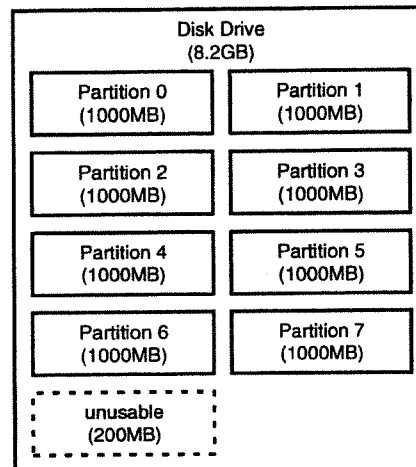 Disk Drive
(8.2GB)
Partition 0
(1000MB)
Partition 1
(1000MB)
Partition 2
(1000MB)
Partition 3
(1000MB)
Partition 4
(1000MB)
Partition 5
(1000MB)
Partition 6
(1000MB)
Partition 7
(1000MB)
unusable
(200MB)